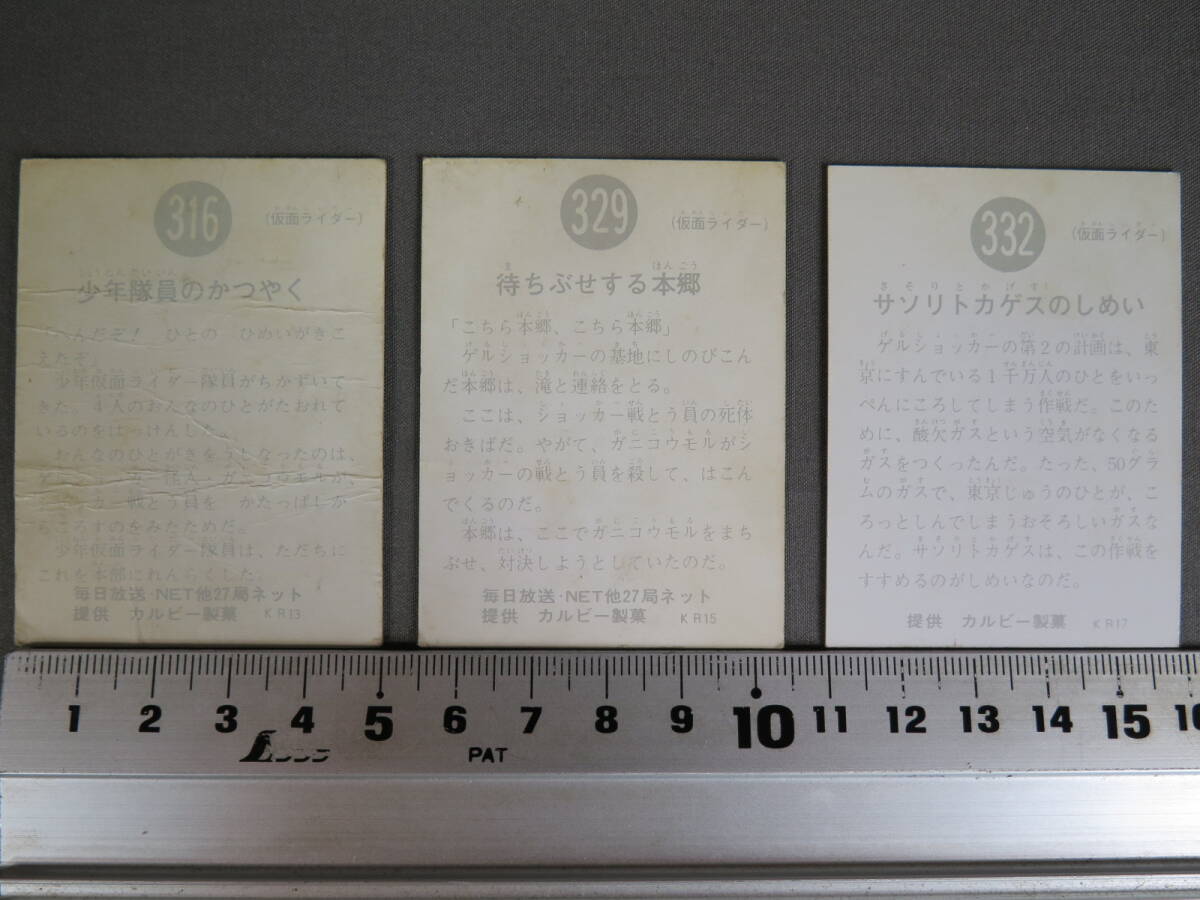 316
(仮面ライダー)
少年隊員のかつやく
「へんだぞ! ひとの ひめいがきこ
えたぞ」
少年仮面ライダー隊員がちかずいて
きた。4人のおんなのひとがたおれて
いるのをはっけんした。
おんなのひとがきをうしなったのは、
怪人、ガニコウモルが、
ショッカー戦とう員を かたっぱしか
らころすのをみたためだ。
少年仮面ライダー隊員は、ただちに
これを本部にれんらくした。
毎日放送·NET他27局ネット
提供 カルビー製菓 KR13
329
(仮面ライダー)
待ちぶせする本郷
「こちら本郷、こちら本郷」
ゲルショッカーの基地にしのびこん
だ本郷は、滝と連絡をとる。
ここは、ショッカー戦とう員の死体
おきばだ。やがて、ガニコウモルがシ
ョッカーの戦とう員を殺して、はこん
でくるのだ。
本郷は、ここでガニコウモルをまち
ぶせ、対決しようとしていたのだ。
毎日放送·NET他27局ネット
提供 カルビー製菓 KR15
332
(仮面ライダー)
サソリトカゲスのしめい
ゲルショッカーの第2の計画は、東
京にすんでいる1千万人のひとをいっ
ぺんにころしてしまう作戦だ。このた
めに、酸欠ガスという空気がなくなる
ガスをつくったんだ。たった、50グラ
ムのガスで、東京じゅうのひとが、こ
ろっとしんでしまうおそろしいガスな
んだ。サソリトカゲスは、この作戦を
すすめるのがしめいなのだ。
提供 カルビー製菓 KR17
1 2 3 4 5 6 7 8 9 10 11 12 13 14 15 16
PAT